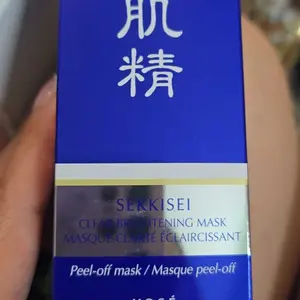 肌精
SEKKISEI
MASK
MASQUE ÉCLAIRCISSANT
Peel-off mask / Masque peel-off